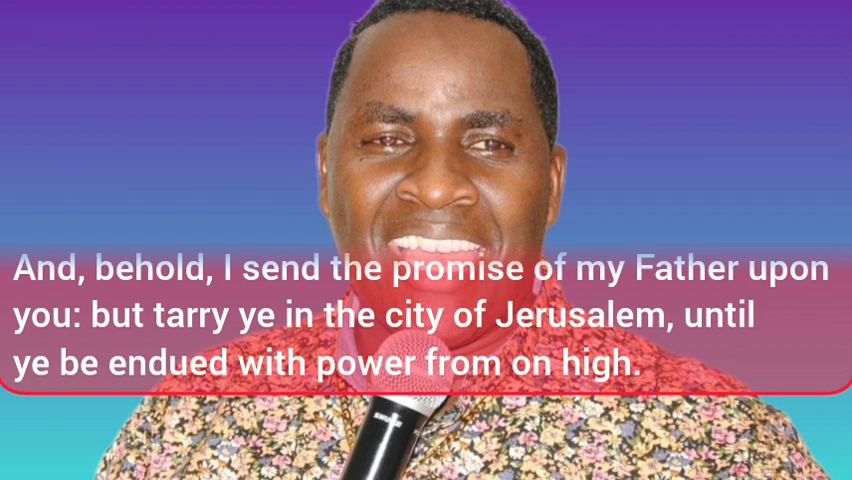 And, behold, I send the promise of my Father upon
you: but tarry ye in the city of Jerusalem, until
ye be endued with power from on high.